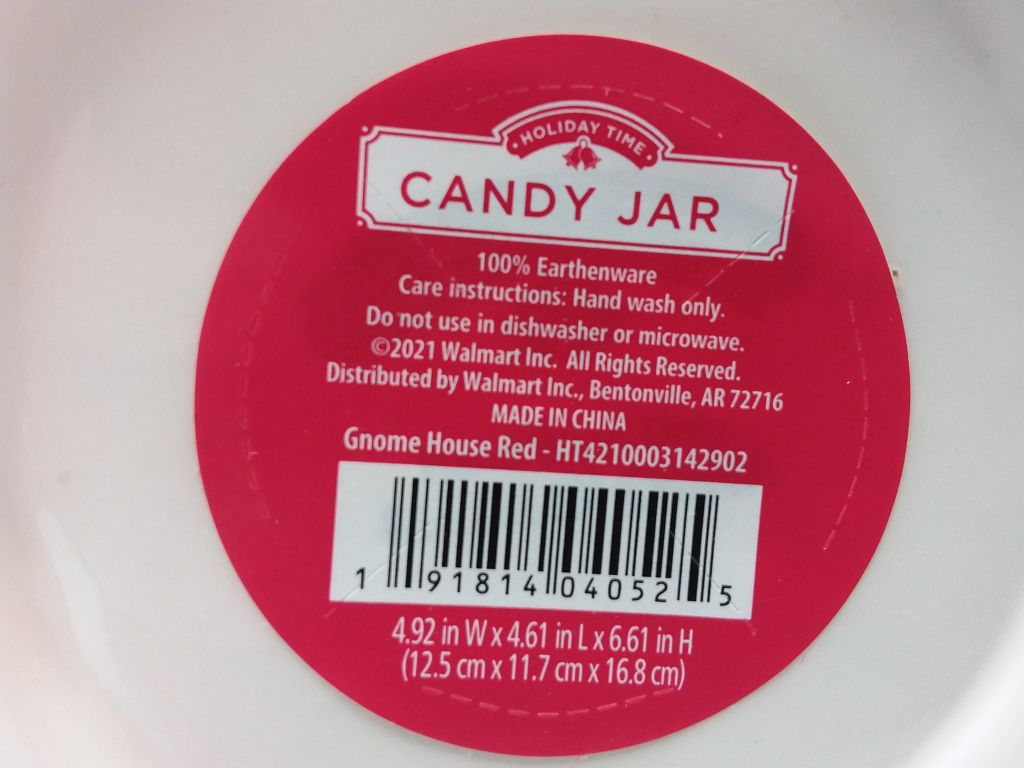 HOLIDAY TIME
CANDY JAR
100% Earthenware
Care instructions: Hand wash only.
Do not use in dishwasher or microwave.
©2021 Walmart Inc. All Rights Reserved.
Distributed by Walmart Inc., Bentonville, AR 72716
MADE IN CHINA
Gnome House Red - HT4210003142902
1 91814 04052 5
4.92 in W x 4.61 in L x 6.61 in H
(12.5 cm x 11.7 cm x 16.8 cm)